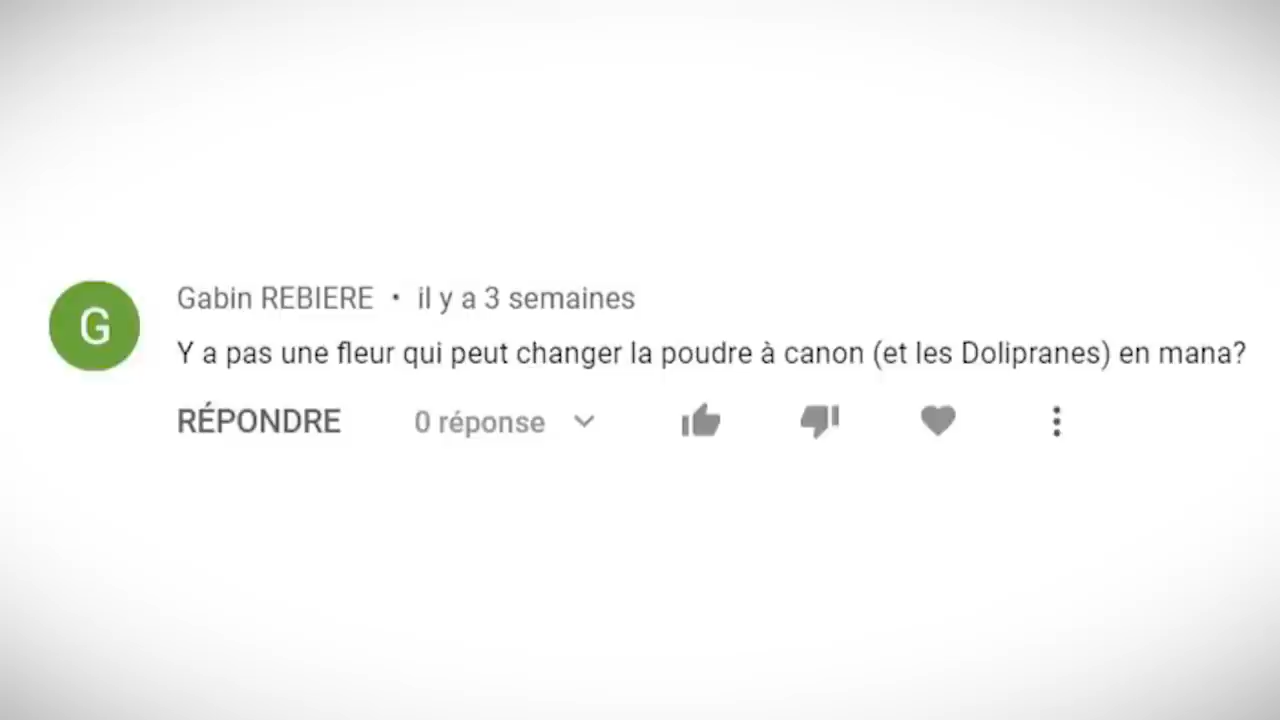 G
Gabin REBIERE • il y a 3 semaines
Y a pas une fleur qui peut changer la poudre à canon (et les Dolipranes) en mana?
RÉPONDRE 0 réponse